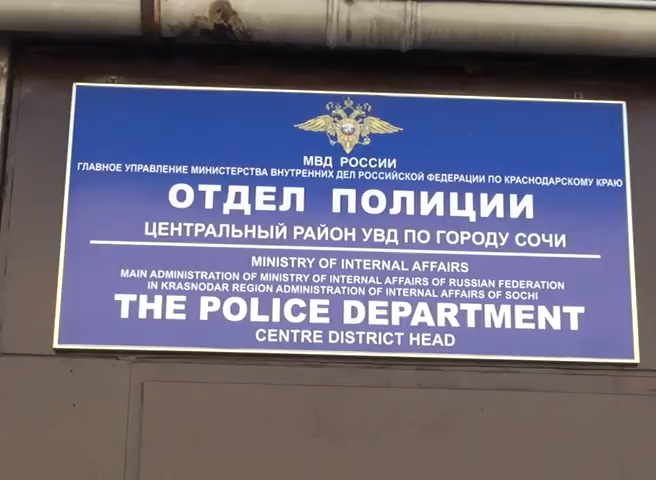 МВД РОССИИ
ГЛАВНОЕ УПРАВЛЕНИЕ МИНИСТЕРСТВА ВНУТРЕННИХ ДЕЛ РОССИЙСКОЙ ФЕДЕРАЦИИ ПО КРАСНОДАРСКОМУ КРАЮ
ОТДЕЛ ПОЛИЦИИ
ЦЕНТРАЛЬНЫЙ РАЙОН УВД ПО ГОРОДУ СОЧИ
MINISTRY OF INTERNAL AFFAIRS
MAIN ADMINISTRATION OF MINISTRY OF INTERNAL AFFAIRS OF RUSSIAN FEDERATION
IN KRASNODAR REGION ADMINISTRATION OF INTERNAL AFFAIRS OF SOCHI
THE POLICE DEPARTMENT
CENTRE DISTRICT HEAD